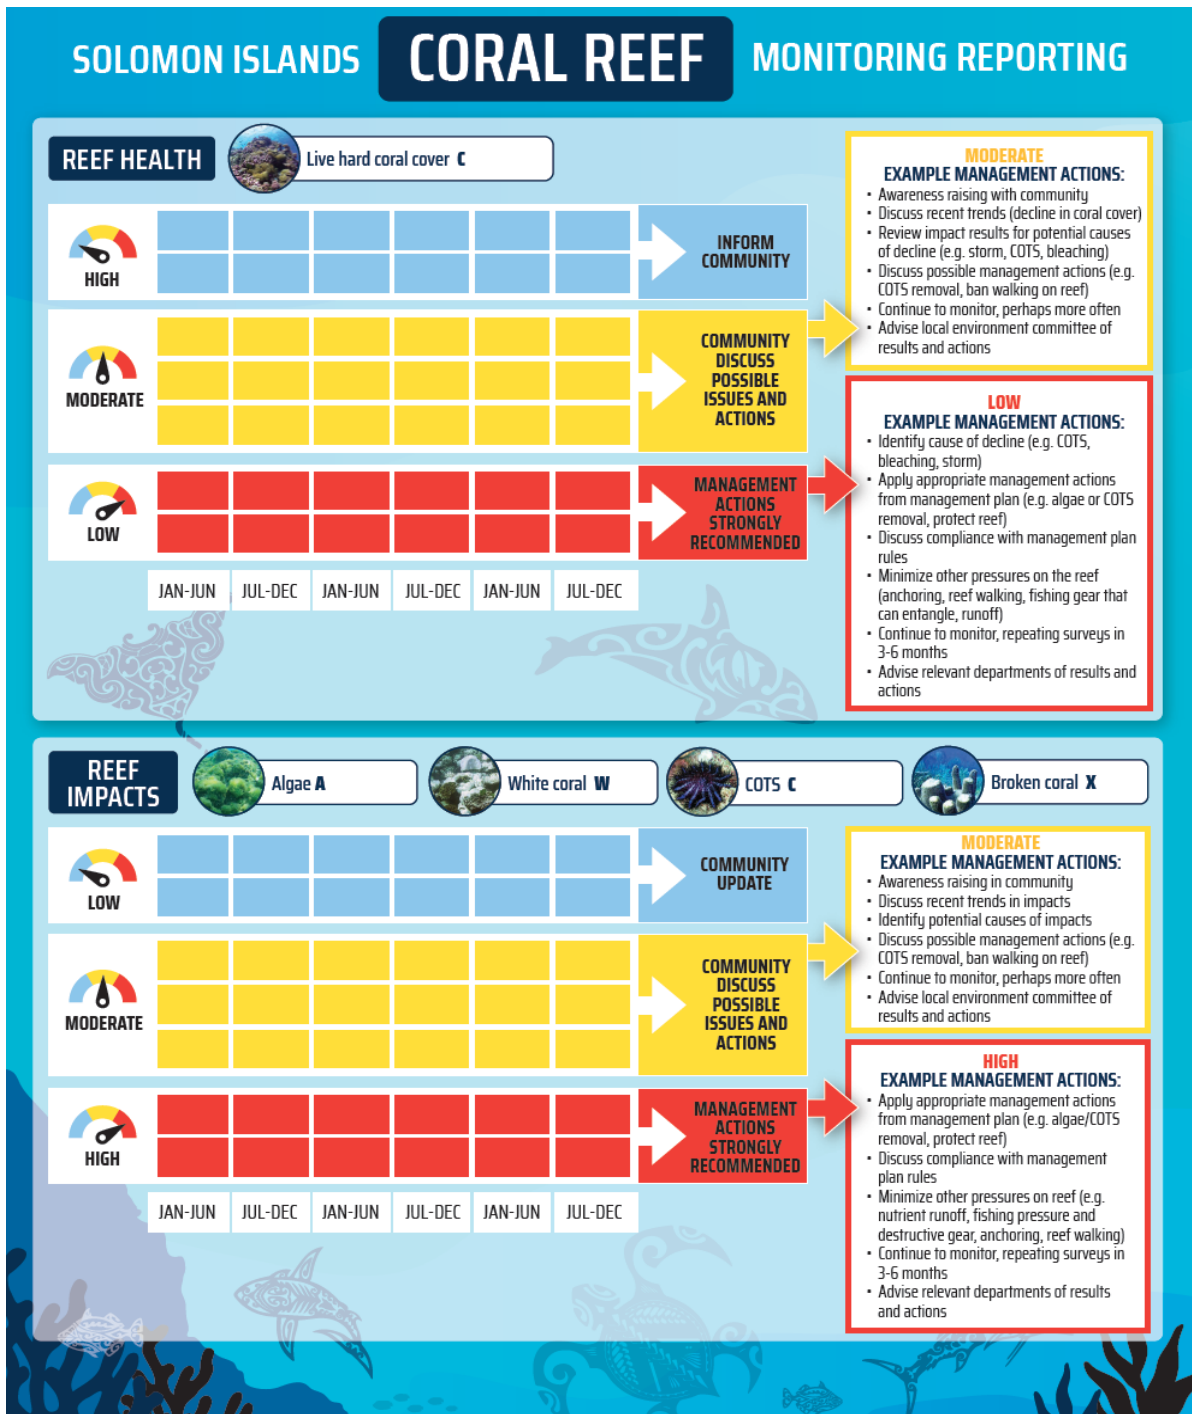 SOLOMON ISLANDS CORAL REEF MONITORING REPORTING
REEF HEALTH
Live hard coral cover C
HIGH
INFORM
COMMUNITY
MODERATE
COMMUNITY
DISCUSS
POSSIBLE
ISSUES AND
ACTIONS
LOW
MANAGEMENT
ACTIONS
STRONGLY
RECOMMENDED
JAN-JUN JUL-DEC JAN-JUN JUL-DEC JAN-JUN JUL-DEC
MODERATE
EXAMPLE MANAGEMENT ACTIONS:
• Awareness raising with community
• Discuss recent trends (decline in coral cover)
• Review impact results for potential causes
of decline (e.g. storm, COTS, bleaching)
• Discuss possible management actions (e.g.
COTS removal, ban walking on reef)
• Continue to monitor, perhaps more often
• Advise local environment committee of
results and actions
LOW
EXAMPLE MANAGEMENT ACTIONS:
• Identify cause of decline (e.g. COTS,
bleaching, storm)
• Apply appropriate management actions
from management plan (e.g. algae or COTS
removal, protect reef)
• Discuss compliance with management plan
rules
• Minimize other pressures on the reef
(anchoring, reef walking, fishing gear that
can entangle, runoff)
• Continue to monitor, repeating surveys in
3-6 months
• Advise relevant departments of results and
actions
REEF
IMPACTS
Algae A
White coral W
COTS C
Broken coral X
LOW
COMMUNITY
UPDATE
MODERATE
COMMUNITY
DISCUSS
POSSIBLE
ISSUES AND
ACTIONS
HIGH
MANAGEMENT
ACTIONS
STRONGLY
RECOMMENDED
JAN-JUN JUL-DEC JAN-JUN JUL-DEC JAN-JUN JUL-DEC
MODERATE
EXAMPLE MANAGEMENT ACTIONS:
• Awareness raising in community
• Discuss recent trends in impacts
• Identify potential causes of impacts
• Discuss possible management actions (e.g.
COTS removal, ban walking on reef)
• Continue to monitor, perhaps more often
• Advise local environment committee of
results and actions
HIGH
EXAMPLE MANAGEMENT ACTIONS:
• Apply appropriate management actions
from management plan (e.g. algae/COTS
removal, protect reef)
• Discuss compliance with management
plan rules
• Minimize other pressures on reef (e.g.
nutrient runoff, fishing pressure and
destructive gear, anchoring, reef walking)
• Continue to monitor, repeating surveys in
3-6 months
• Advise relevant departments of results
and actions